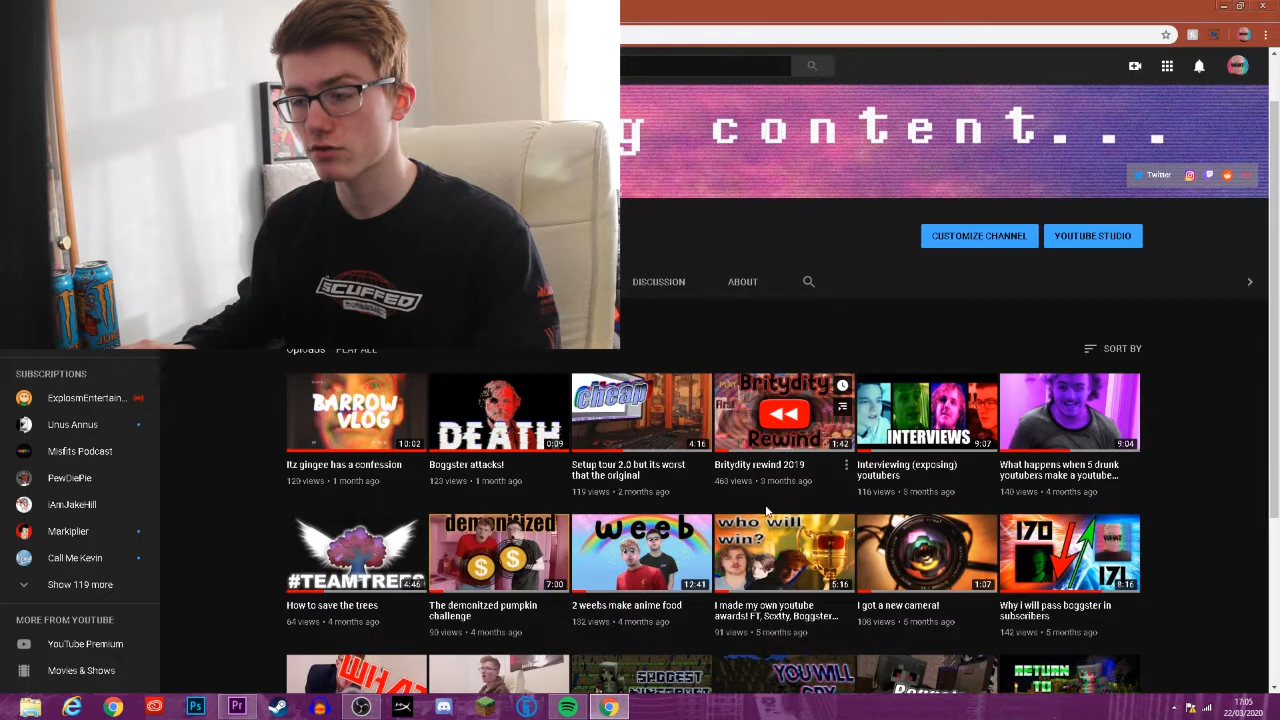 g content...
Twitter
CUSTOMIZE CHANNEL
YOUTUBE STUDIO
DISCUSSION
ABOUT
SCUFFED
Uploads
PLAY ALL
SORT BY
SUBSCRIPTIONS
ExplosmEntertain...
Unus Annus
Misfits Podcast
PewDiePie
iAmJakeHill
Markiplier
Call Me Kevin
Show 119 more
MORE FROM YOUTUBE
YouTube Premium
Movies & Shows
BARROW
VLOG
10:02
Itz gingee has a confession
120 views • 1 month ago
DEATH
0:09
Boggster attacks!
123 views • 1 month ago
cheap
4:16
Setup tour 2.0 but its worst
that the original
119 views • 2 months ago
Britydity
Rewind
1:42
Britydity rewind 2019
463 views • 3 months ago
INTERVIEWS
9:07
Interviewing (exposing)
youtubers
116 views • 3 months ago
9:04
What happens when 5 drunk
youtubers make a youtube...
140 views • 4 months ago
#TEAMTREES
4:46
How to save the trees
64 views • 4 months ago
demonitized
7:00
The demonitzed pumpkin
challenge
90 views • 4 months ago
weeb
12:41
2 weebs make anime food
132 views • 4 months ago
who will
win?
5:16
I made my own youtube
awards! FT, Scxtty, Boggster...
91 views • 5 months ago
1:07
I got a new camera!
108 views • 5 months ago
170
WHAT
171
8:16
Why i will pass boggster in
subscribers
142 views • 5 months ago
WHAT
YOU WILL
CRY
RETURN
TO
17:05
22/03/2020